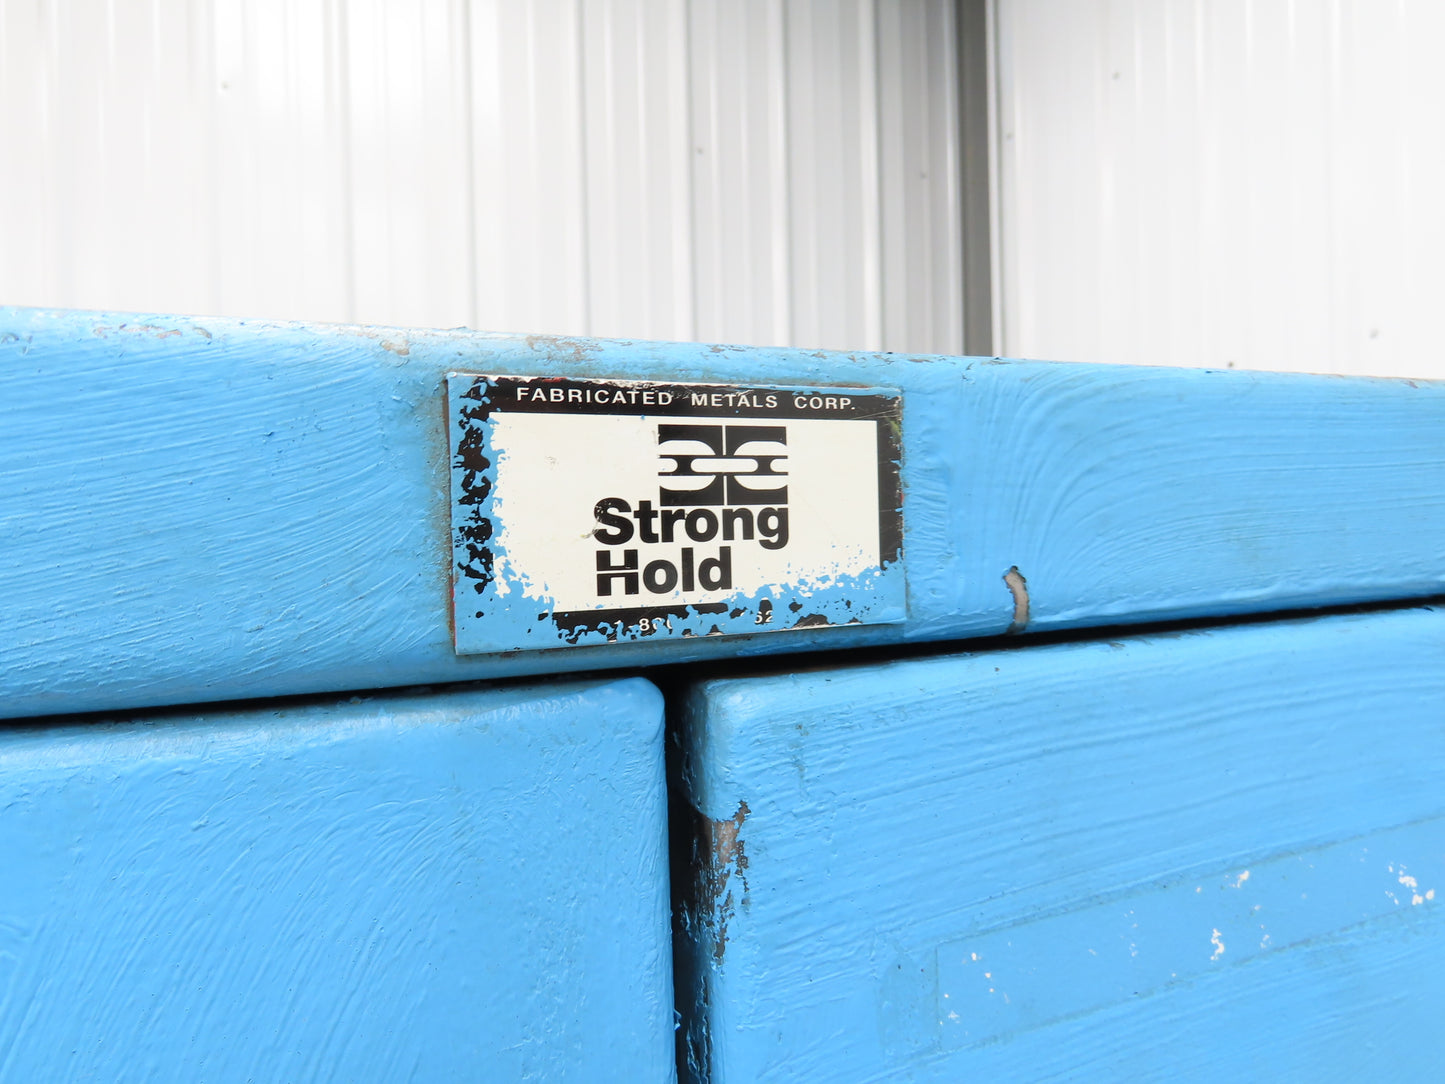 FABRICATED METALS CORP.
Strong
Hold